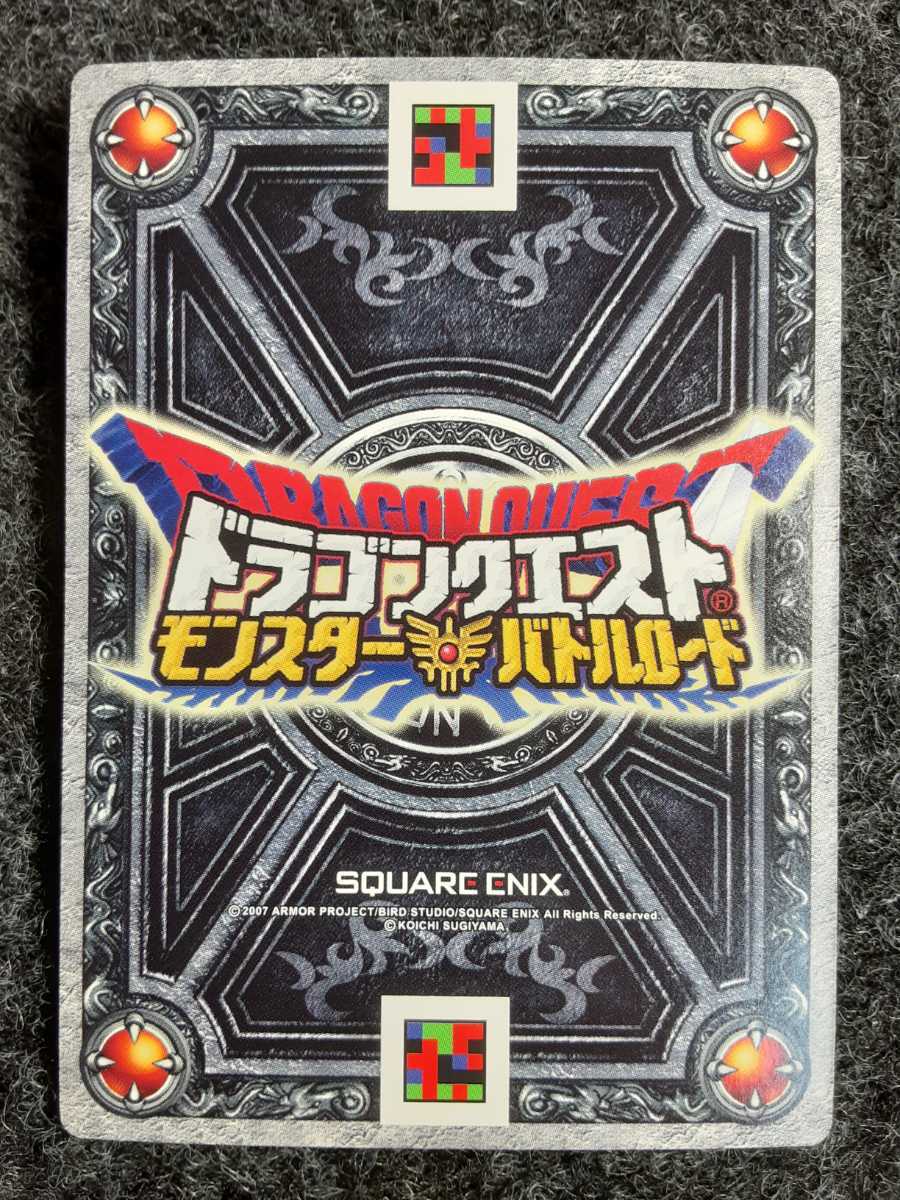 DRAGON QUEST
ドラゴンクエスト®
モンスターバトルロード
SQUARE ENIX®
© 2007 ARMOR PROJECT/BIRD STUDIO/SQUARE ENIX All Rights Reserved.
© KOICHI SUGIYAMA.